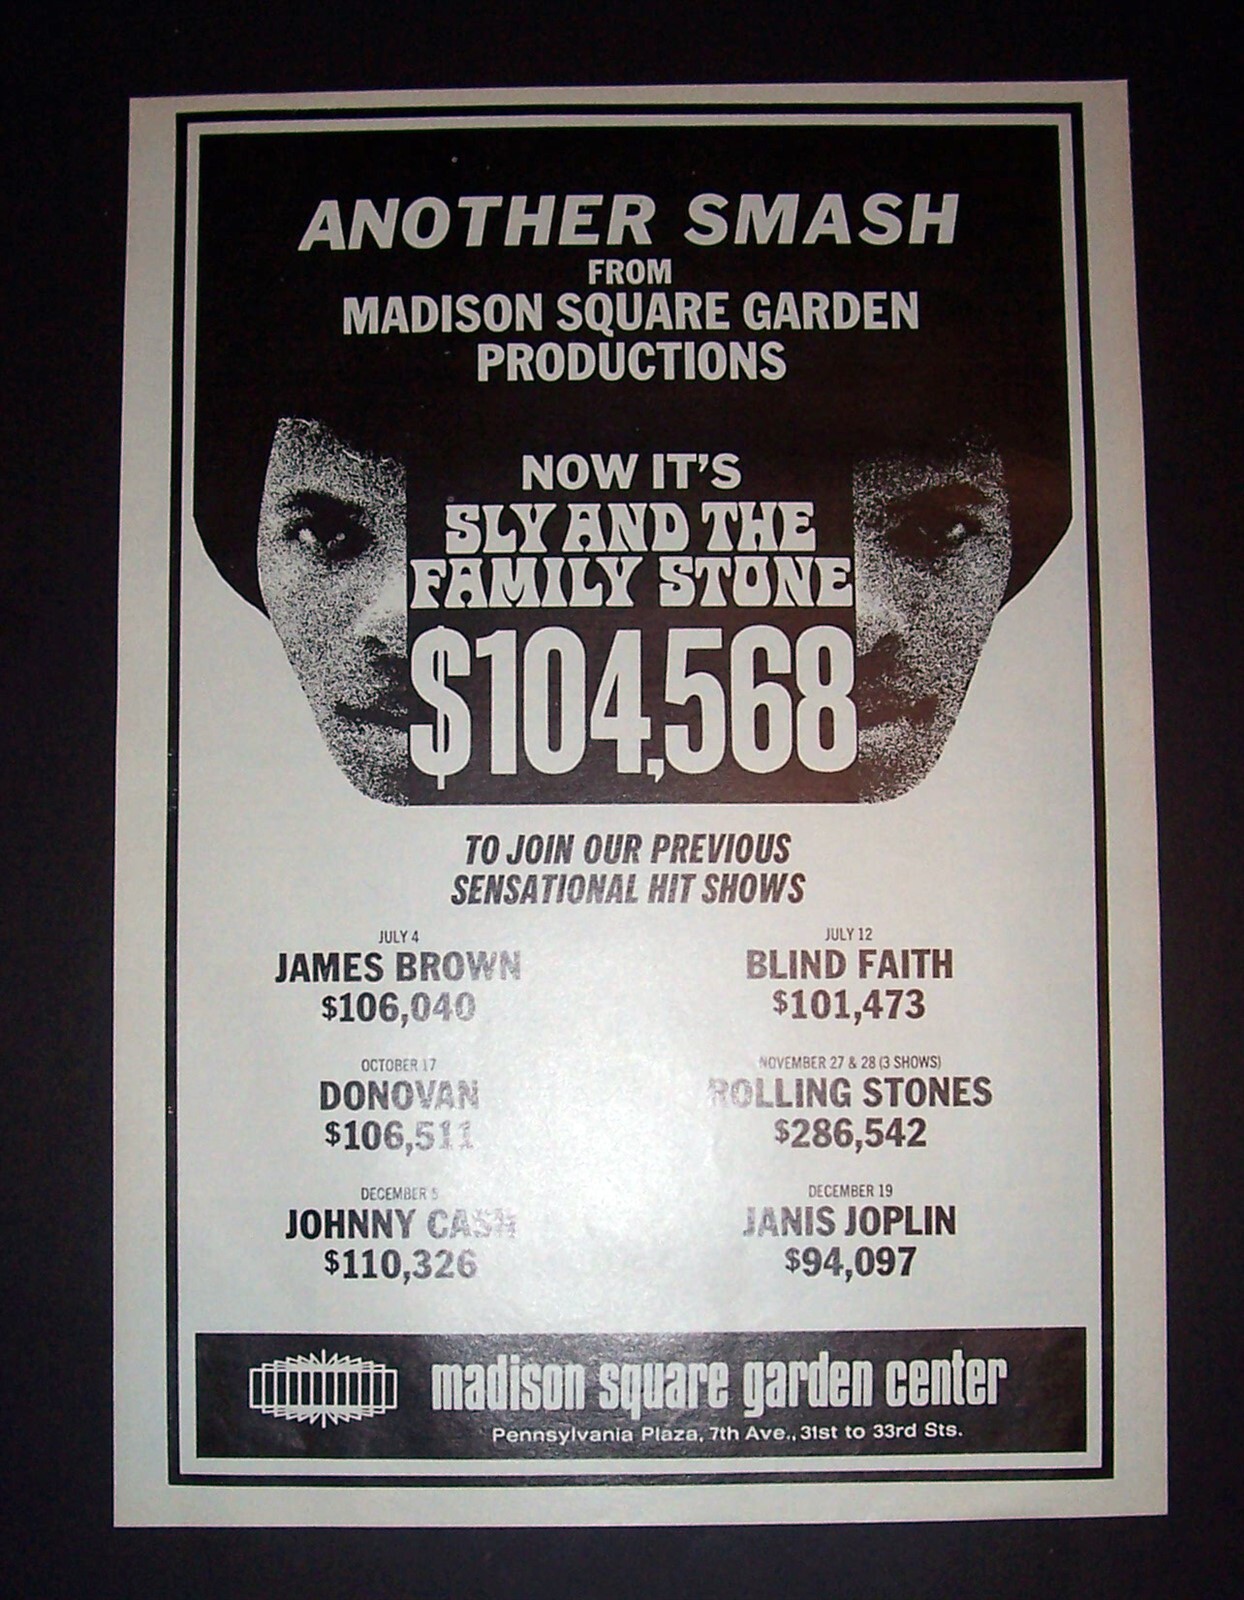 ANOTHER SMASH
FROM
MADISON SQUARE GARDEN
PRODUCTIONS
NOW IT'S
SLY AND THE
FAMILY STONE
$104,568
TO JOIN OUR PREVIOUS
SENSATIONAL HIT SHOWS
JULY 4
JAMES BROWN
$106,040
JULY 12
BLIND FAITH
$101,473
OCTOBER 17
DONOVAN
$106,511
NOVEMBER 27 & 28 (3 SHOWS)
ROLLING STONES
$286,542
DECEMBER 5
JOHNNY CASH
$110,326
DECEMBER 19
JANIS JOPLIN
$94,097
madison square garden center
Pennsylvania Plaza, 7th Ave., 31st to 33rd Sts.